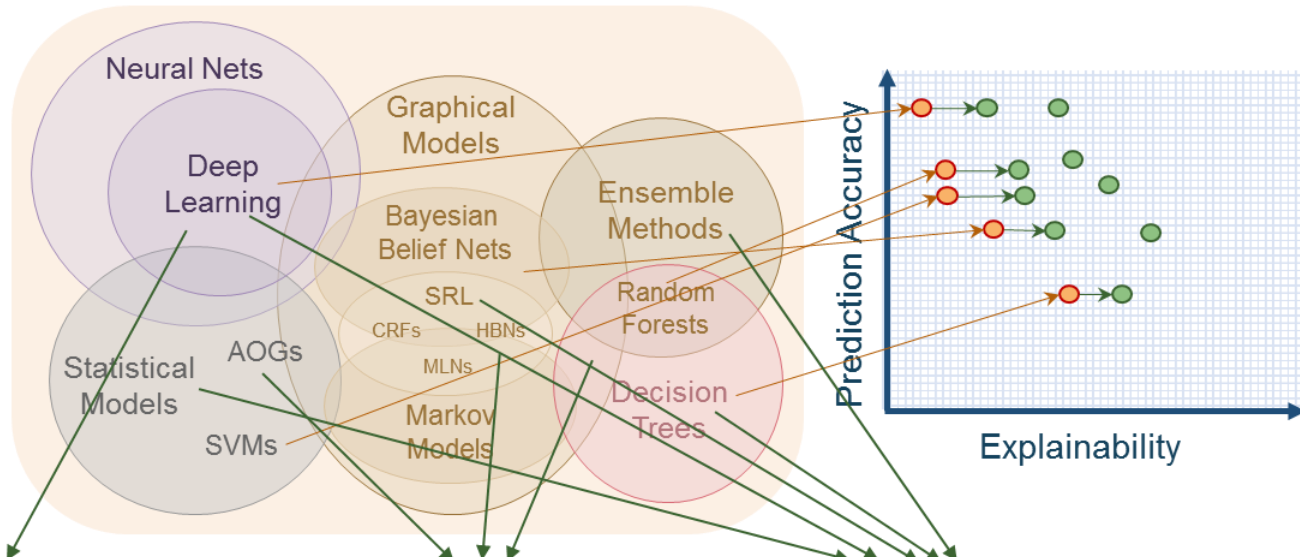 Neural Nets
Deep
Learning
Graphical
Models
Bayesian
Belief Nets
SRL
CRFs
HBNs
MLNs
Markov
Models
Ensemble
Methods
Random
Forests
Decision
Trees
Statistical
Models
AOGs
SVMs
Prediction Accuracy
Explainability